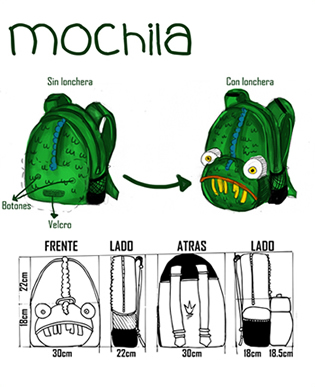 mochila
Sin lonchera
Con lonchera
Botones
Velcro
FRENTE
LADO
ATRAS
LADO
22cm
18cm
30cm
22cm
30cm
18cm
18.5cm